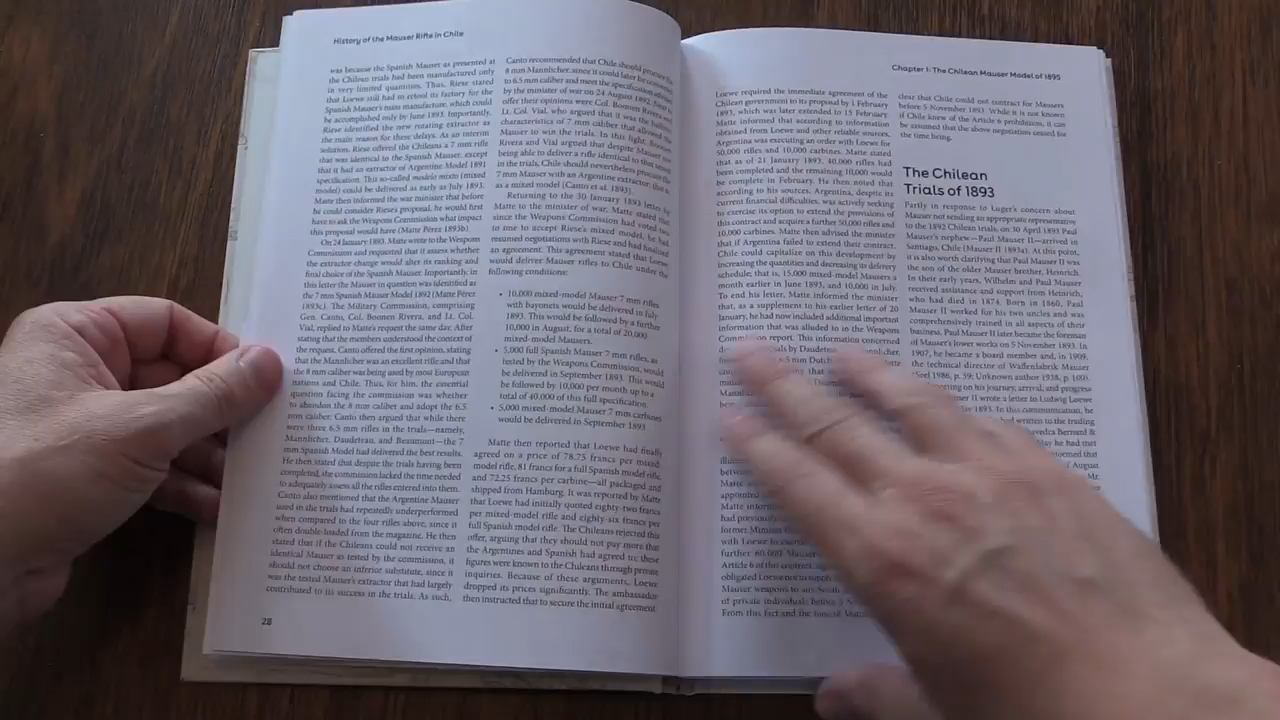 History of the Mauser Rifle in Chile
was because the Spanish Mauser as presented at
the Chilean trials had been manufactured only
in very limited quantities. Thus, Riese stated
that Loewe still had to retool its factory for the
Spanish Mauser's mass manufacture, which could
be accomplished only by June 1893. Importantly,
Riese identified the new rotating extractor as
the main reason for these delays. As an interim
solution, Riese offered the Chileans a 7 mm rifle
that was identical to the Spanish Mauser, except
that it had an extractor of Argentine Model 1891
specification. This so-called modelo mixto (mixed
model) could be delivered as early as July 1893.
Matte then informed the war minister that before
he could consider Riese's proposal, he would first
have to ask the Weapons Commission what impact
this proposal would have (Matte Pérez 1893b).
On 24 January 1893, Matte wrote to the Weapons
Commission and requested that it assess whether
the extractor change would alter its ranking and
final choice of the Spanish Mauser. Importantly, in
this letter the Mauser in question was identified as
the 7 mm Spanish Mauser Model 1892 (Matte Pérez
1893c). The Military Commission, comprising
Gen. Canto, Col. Boonen Rivera, and Lt. Col.
Vial, replied to Matte's request the same day. After
stating that the members understood the context of
the request, Canto offered the first opinion, stating
that the Mannlicher was an excellent rifle and that
the 8 mm caliber was being used by most European
nations and Chile. Thus, for him, the essential
question facing the commission was whether
to abandon the 8 mm caliber and adopt the 6.5
mm caliber. Canto then argued that while there
were three 6.5 mm rifles in the trials—namely,
Mannlicher, Daudeteau, and Beaumont—the 7
mm Spanish Model had delivered the best results.
He then stated that despite the trials having been
completed, the commission lacked the time needed
to adequately assess all the rifles entered into them.
Canto also mentioned that the Argentine Mauser
used in the trials had repeatedly underperformed
when compared to the four rifles above, since it
often double-loaded from the magazine. He then
stated that if the Chileans could not receive an
identical Mauser as tested by the commission, it
should not choose an inferior substitute, since it
was the tested Mauser's extractor that had largely
contributed to its success in the trials. As such,
28
Canto recommended that Chile should procure the
8 mm Mannlicher, since it could later be converted
to 6.5 mm caliber and meet the specification advised
by the minister of war on 24 August 1892. Next to
offer their opinions were Col. Boonen Rivera and
Lt. Col. Vial, who argued that it was the ballistic
characteristics of 7 mm caliber that allowed the
Mauser to win the trials. In this light, Boonen
Rivera and Vial argued that despite Mauser not
being able to deliver a rifle identical to that tested
in the trials, Chile should nevertheless procure the
7 mm Mauser with an Argentine extractor; that is,
as a mixed model (Canto et al. 1893).
Returning to the 30 January 1893 letter by
Matte to the minister of war, Matte stated that
since the Weapons Commission had voted two
to one to accept Riese's mixed model, he had
resumed negotiations with Riese and had finalised
an agreement. This agreement stated that Loewe
would deliver Mauser rifles to Chile under the
following conditions:
• 10,000 mixed-model Mauser 7 mm rifles
with bayonets would be delivered in July
1893. This would be followed by a further
10,000 in August, for a total of 20,000
mixed-model Mausers.
• 5,000 full Spanish Mauser 7 mm rifles, as
tested by the Weapons Commission, would
be delivered in September 1893. This would
be followed by 10,000 per month up to a
total of 40,000 of this full specification.
• 5,000 mixed-model Mauser 7 mm carbines
would be delivered in September 1893
Matte then reported that Loewe had finally
agreed on a price of 78.75 francs per mixed-
model rifle, 81 francs for a full Spanish model rifle,
and 72.25 francs per carbine—all packaged and
shipped from Hamburg. It was reported by Matte
that Loewe had initially quoted eighty-two francs
per mixed-model rifle and eighty-six francs per
full Spanish model rifle. The Chileans rejected this
offer, arguing that they should not pay more than
the Argentines and Spanish had agreed to; these
figures were known to the Chileans through private
inquiries. Because of these arguments, Loewe
dropped its prices significantly. The ambassador
then instructed that to secure the initial agreement
Chapter 1: The Chilean Mauser Model of 1895
Loewe required the immediate agreement of the
Chilean government to its proposal by 1 February
1893, which was later extended to 15 February.
Matte informed that according to information
obtained from Loewe and other reliable sources,
Argentina was executing an order with Loewe for
50,000 rifles and 10,000 carbines. Matte stated
that as of 21 January 1893, 40,000 rifles had
been completed and the remaining 10,000 would
be complete in February. He then noted that
according to his sources, Argentina, despite its
current financial difficulties, was actively seeking
to exercise its option to extend the provisions of
this contract and acquire a further 50,000 rifles and
10,000 carbines. Matte then advised the minister
that if Argentina failed to extend their contract,
Chile could capitalize on this development by
increasing the quantities and decreasing its delivery
schedule; that is, 15,000 mixed-model Mausers a
month earlier in June 1893, and 10,000 in July.
To end his letter, Matte informed the minister
that, as a supplement to his earlier letter of 20
January, he had now included additional important
information that was alluded to in the Weapons
Commission report. This information concerned
by Daudeteau
mm Dutch
Mannlicher
between
Matte
appointed
Matte
had previous
former Minister
with Loewe
further 60,000 Mauser
Article 6 of this contract
obligated Loewe not to supply
Mauser weapons to any South
of private individuals before 5
From this fact and the tone of
clear that Chile could not contract for Mausers
before 5 November 1893. While it is not known
if Chile knew of the Article 6 prohibition, it can
be assumed that the above negotiation ceased for
the time being.
The Chilean
Trials of 1893
Partly in response to Luger's concern about
Mauser not sending an appropriate representative
to the 1892 Chilean trials, on 30 April 1893 Paul
Mauser's nephew—Paul Mauser II—arrived in
Santiago, Chile (Mauser II 1893a). At this point,
it is also worth clarifying that Paul Mauser II was
the son of the older Mauser brother, Heinrich.
In their early years, Wilhelm and Paul Mauser
received assistance and support from Heinrich,
who had died in 1874. Born in 1860, Paul
Mauser II worked for his two uncles and was
comprehensively trained in all aspects of their
business. Paul Mauser II later became the foreman
of Mauser's lower works on 5 November 1893. In
1907, he became a board member and, in 1909,
the technical director of Waffenfabrik Mauser
(Seel 1986, p. 59; Unknown author 1938, p. 100).
on his journey, arrival, and progress
II wrote a letter to Ludwig Loewe
1893. In this communication, he
had written to the trading
Saavedra Bernard &
May he had met
informed that
of August
Mr.